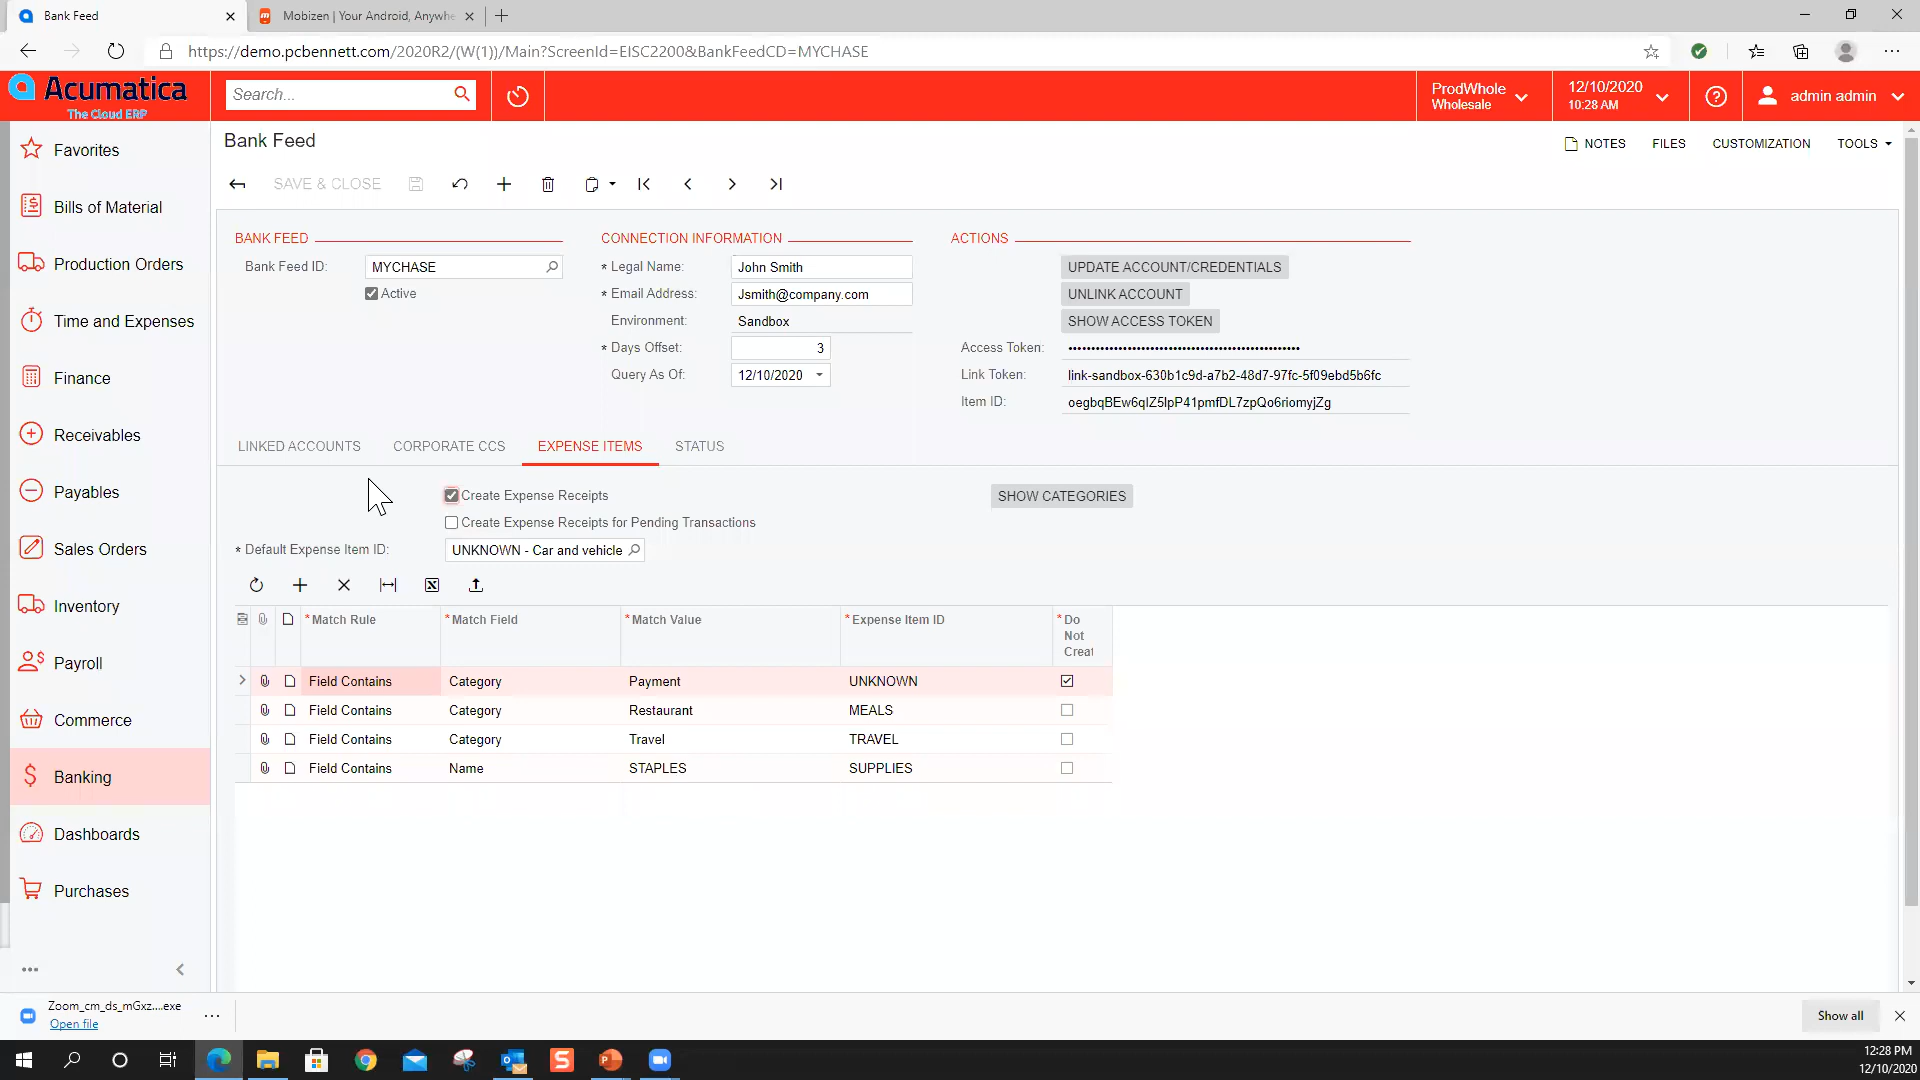 Bank Feed
Mobizen | Your Android, Anywhe
https://demo.pcbennett.com/2020R2/(W(1))/Main?ScreenId=EISC2200&BankFeedCD=MYCHASE
Acumatica
The Cloud ERP
Search...
ProdWhole
Wholesale
12/10/2020
10:28 AM
admin admin
Favorites
Bills of Material
Production Orders
Time and Expenses
Finance
Receivables
Payables
Sales Orders
Inventory
Payroll
Commerce
Banking
Dashboards
Purchases
Bank Feed
NOTES FILES CUSTOMIZATION TOOLS
SAVE & CLOSE
BANK FEED
Bank Feed ID: MYCHASE
Active
CONNECTION INFORMATION
* Legal Name: John Smith
* Email Address: Jsmith@company.com
Environment: Sandbox
* Days Offset: 3
Query As Of: 12/10/2020
ACTIONS
UPDATE ACCOUNT/CREDENTIALS
UNLINK ACCOUNT
SHOW ACCESS TOKEN
Access Token: ••••••••••••••••••••••••••••••••••••••••••••••••••
Link Token: link-sandbox-630b1c9d-a7b2-48d7-97fc-5f09ebd5b6fc
Item ID: oegbqBEw6qlZ5lpP41pmfDL7zpQo6riomyjZg
LINKED ACCOUNTS CORPORATE CCS EXPENSE ITEMS STATUS
Create Expense Receipts
SHOW CATEGORIES
Create Expense Receipts for Pending Transactions
* Default Expense Item ID: UNKNOWN - Car and vehicle
* Match Rule * Match Field * Match Value * Expense Item ID * Do Not Creat
Field Contains Category Payment UNKNOWN
Field Contains Category Restaurant MEALS
Field Contains Category Travel TRAVEL
Field Contains Name STAPLES SUPPLIES
Zoom_cm_ds_mGxz....exe
Open file
Show all
12:28 PM
12/10/2020